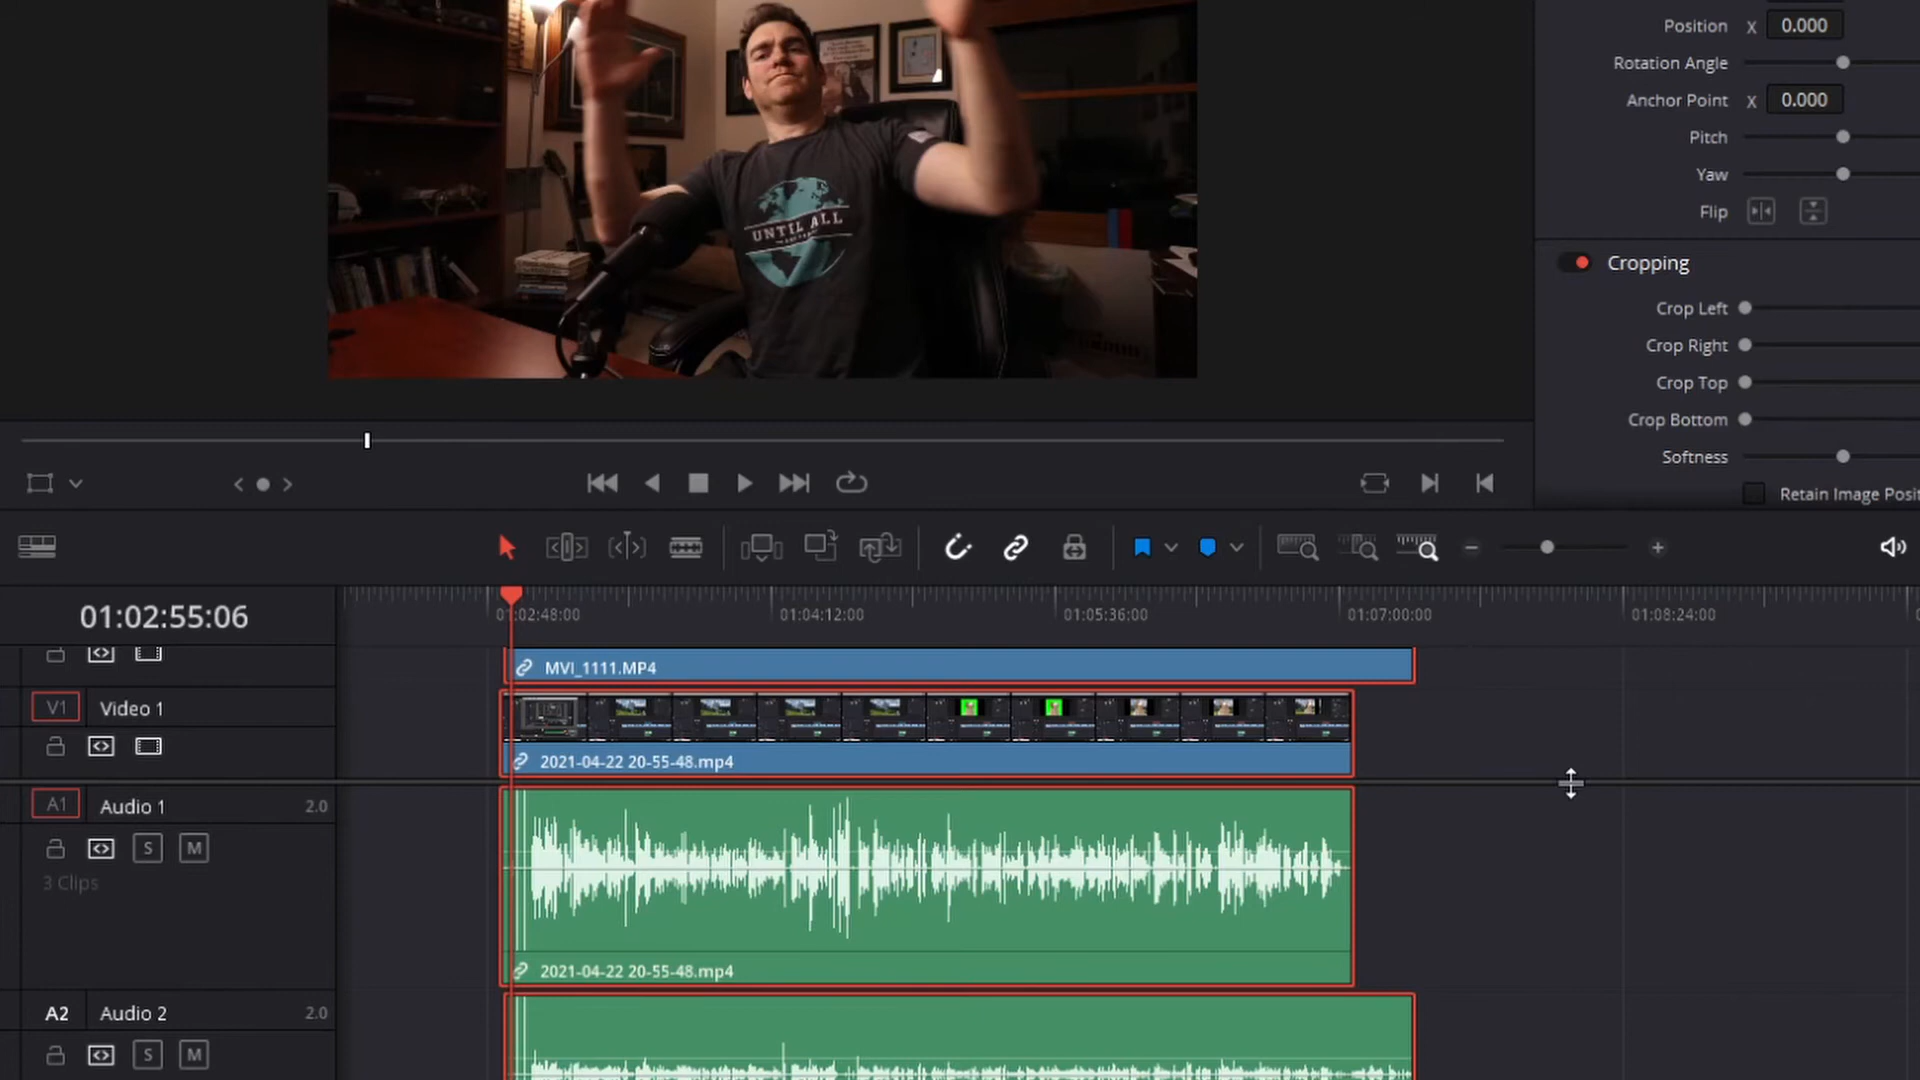 Position X 0.000
Rotation Angle
Anchor Point X 0.000
Pitch
Yaw
Flip
UNTIL ALL
Cropping
Crop Left
Crop Right
Crop Top
Crop Bottom
Softness
Retain Image Posit
01:02:55:06
01:02:48:00 01:04:12:00 01:05:36:00 01:07:00:00 01:08:24:00
MVI_1111.MP4
V1 Video 1
2021-04-22 20-55-48.mp4
A1 Audio 1 2.0
S M
3 Clips
2021-04-22 20-55-48.mp4
A2 Audio 2 2.0
S M